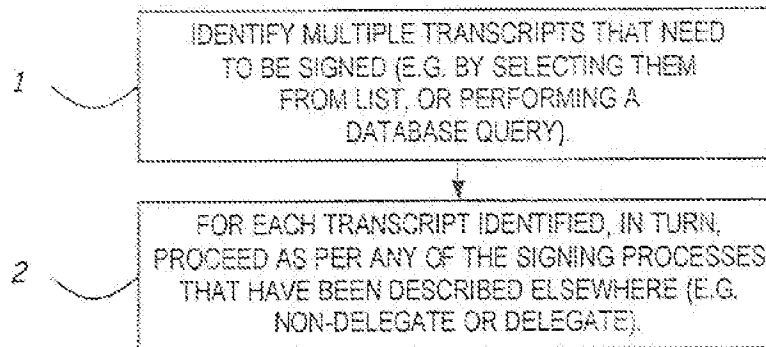 IDENTIFY MULTIPLE TRANSCRIPTS THAT NEED
TO BE SIGNED (E.G. BY SELECTING THEM
1
FROM LIST, OR PERFORMING A
DATABASE QUERY).
FOR EACH TRANSCRIPT IDENTIFIED, IN TURN,
PROCEED AS PER ANY OF THE SIGNING PROCESSES
2
THAT HAVE BEEN DESCRIBED ELSEWHERE (E.G.
NON-DELEGATE OR DELEGATE).